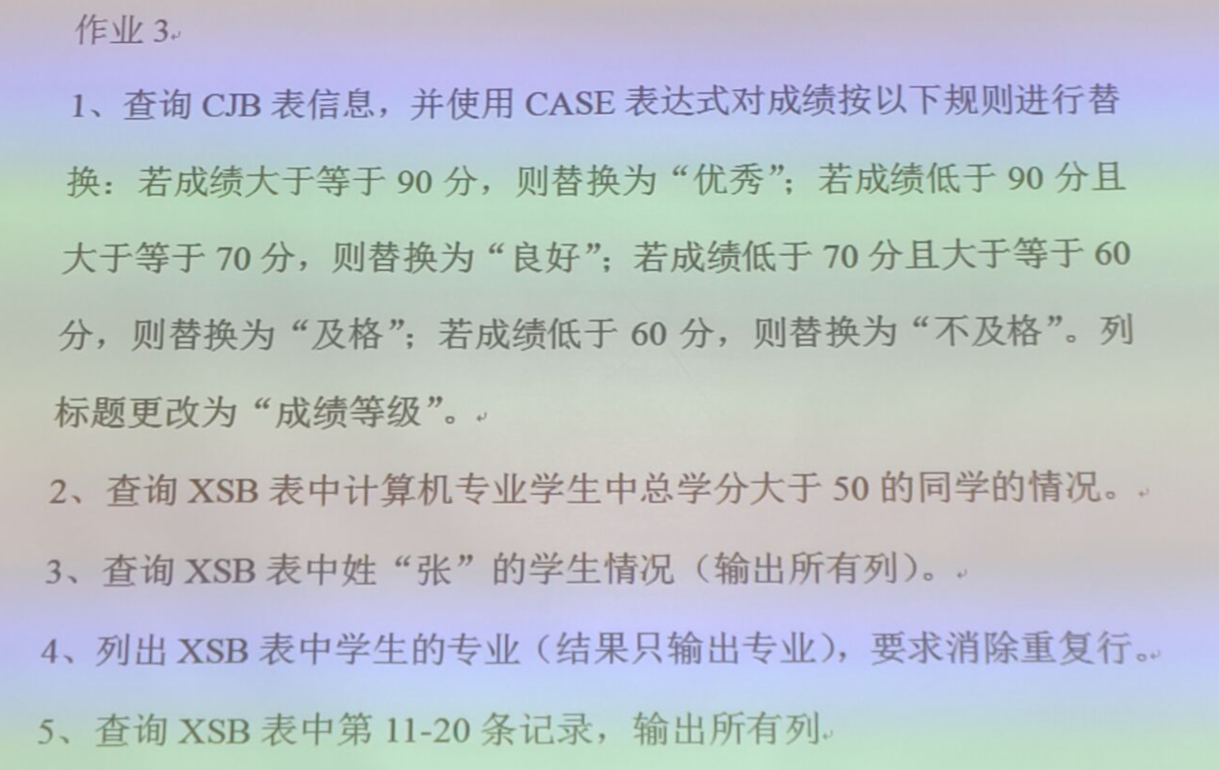 作业 3
1、查询 CJB 表信息，并使用 CASE 表达式对成绩按以下规则进行替
换：若成绩大于等于 90 分，则替换为“优秀”；若成绩低于 90 分且
大于等于 70 分，则替换为“良好”；若成绩低于 70 分且大于等于 60
分，则替换为“及格”；若成绩低于 60 分，则替换为“不及格”。列
标题更改为“成绩等级”。
2、查询 XSB 表中计算机专业学生中总学分大于 50 的同学的情况。
3、查询 XSB 表中姓“张”的学生情况（输出所有列）。
4、列出 XSB 表中学生的专业（结果只输出专业），要求消除重复行。
5、查询 XSB 表中第 11-20 条记录，输出所有列